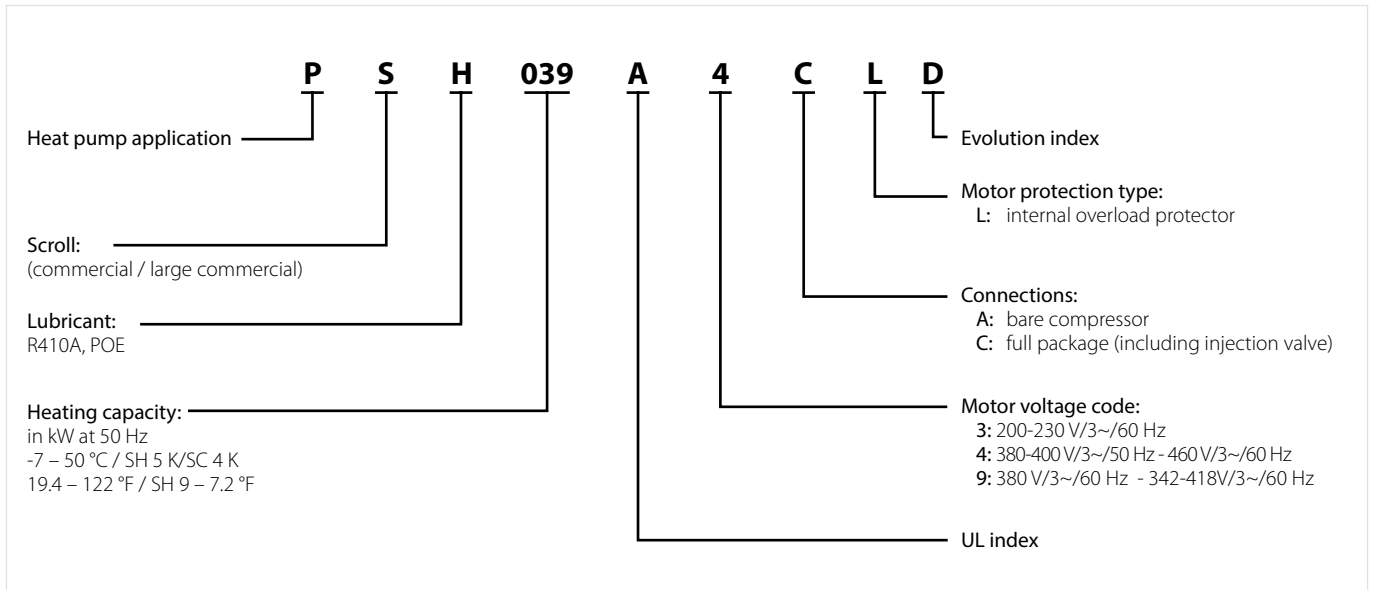 P S H 039 A 4 C L D
Heat pump application
Scroll:
(commercial / large commercial)
Lubricant:
R410A, POE
Heating capacity:
in kW at 50 Hz
-7 – 50 °C / SH 5 K/SC 4 K
19.4 – 122 °F / SH 9 – 7.2 °F
Evolution index
Motor protection type:
L: internal overload protector
Connections:
A: bare compressor
C: full package (including injection valve)
Motor voltage code:
3: 200-230 V/3~/60 Hz
4: 380-400 V/3~/50 Hz - 460 V/3~/60 Hz
9: 380 V/3~/60 Hz - 342-418V/3~/60 Hz
UL index